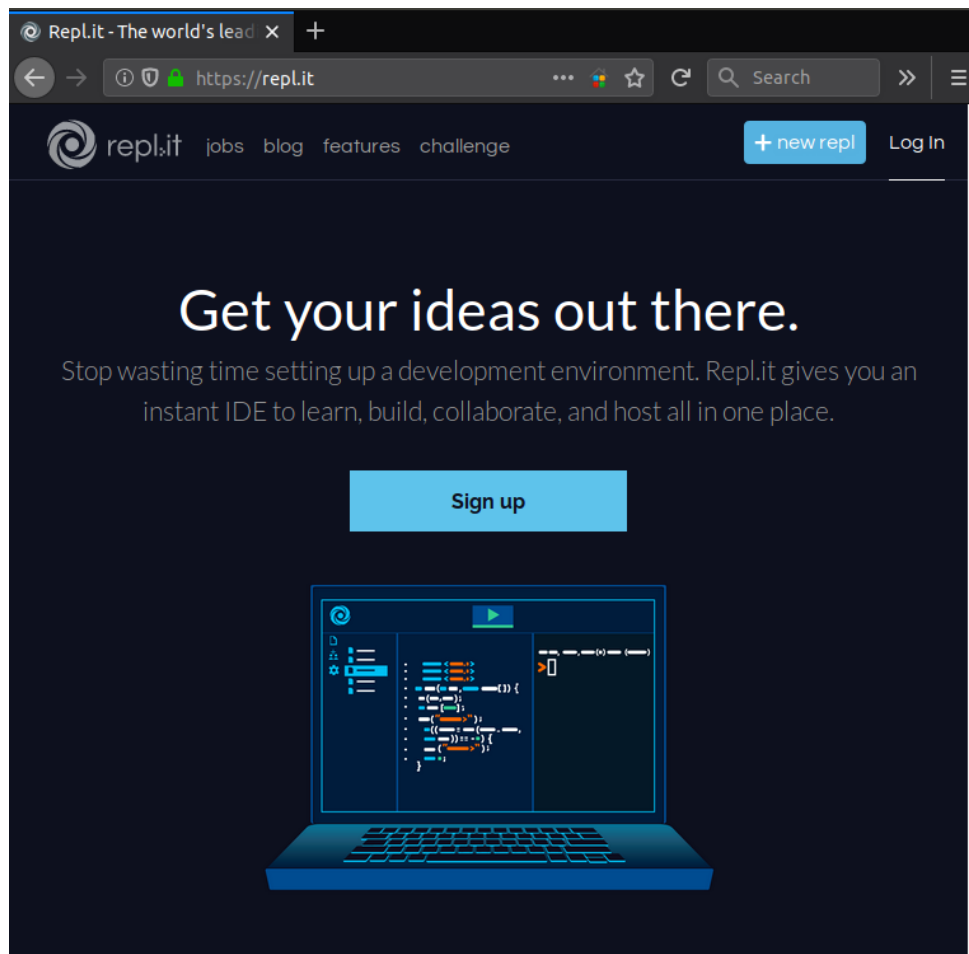 Repl.it - The world's lead
https://repl.it
Search
repl.it jobs blog features challenge
+ new repl Log In
Get your ideas out there.
Stop wasting time setting up a development environment. Repl.it gives you an
instant IDE to learn, build, collaborate, and host all in one place.
Sign up